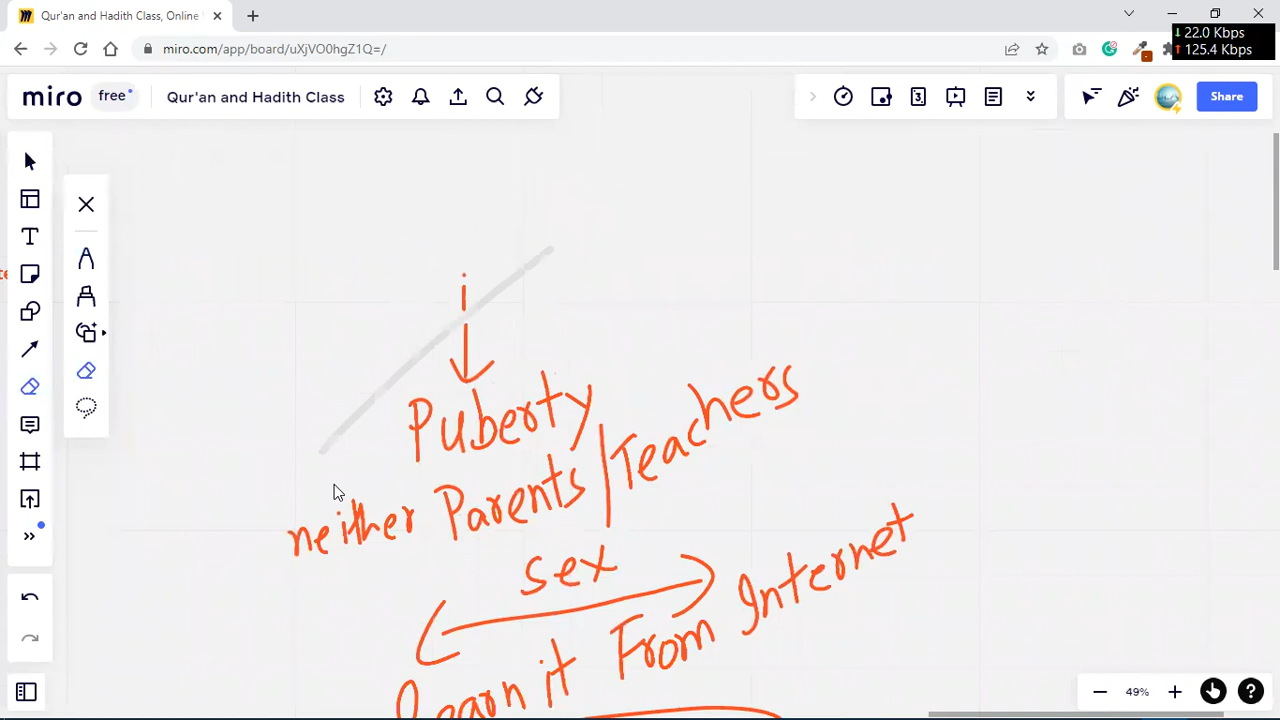 Qur'an and Hadith Class, Online
miro.com/app/board/uXjVO0hgZ1Q=/
22.0 Kbps
125.4 Kbps
miro free Qur'an and Hadith Class
Share
i
Puberty
neither Parents/Teachers
sex
Learn it From Internet
49%